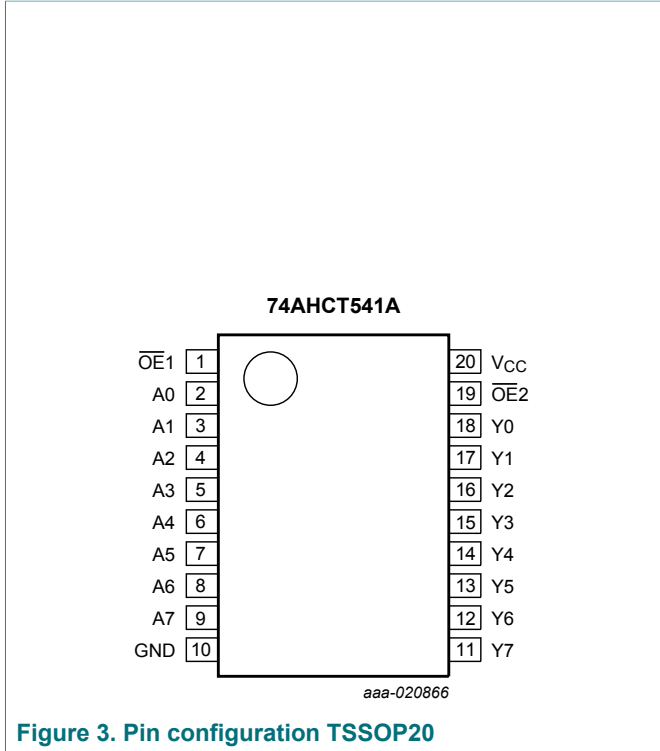 74AHCT541A
O̅E̅1 1 20 VCC
A0 2 19 O̅E̅2
A1 3 18 Y0
A2 4 17 Y1
A3 5 16 Y2
A4 6 15 Y3
A5 7 14 Y4
A6 8 13 Y5
A7 9 12 Y6
GND 10 11 Y7
aaa-020866
Figure 3. Pin configuration TSSOP20